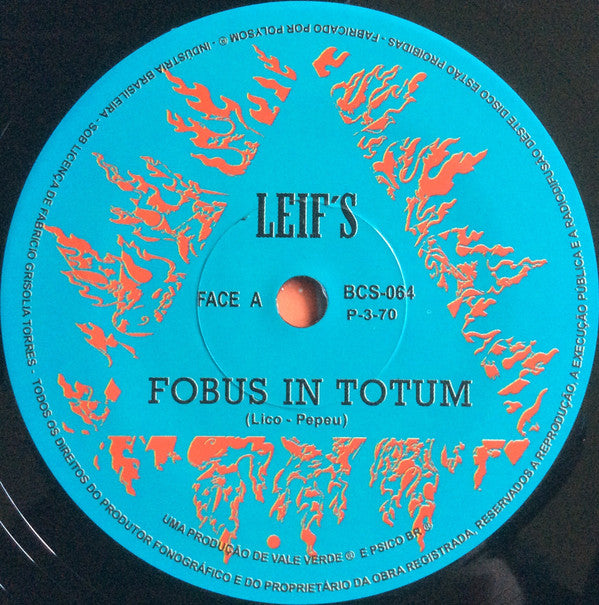 LEIF´S
FACE A
BCS-064
P-3-70
FOBUS IN TOTUM
(Lico - Pepeu)
UMA PRODUÇÃO DE VALE VERDE ® E PSICO BR ®
TODOS OS DIREITOS DO PRODUTOR FONOGRÁFICO E DO PROPRIETÁRIO DA OBRA REGISTRADA, RESERVADOS A REPRODUÇÃO, A EXECUÇÃO PÚBLICA E A RADIODIFUSÃO DESTE DISCO ESTÃO PROIBIDAS - FABRICADO POR POLYSOM ® - INDÚSTRIA BRASILEIRA - SOB LICENÇA DE FABRICIO GRISOLIA TORRES -